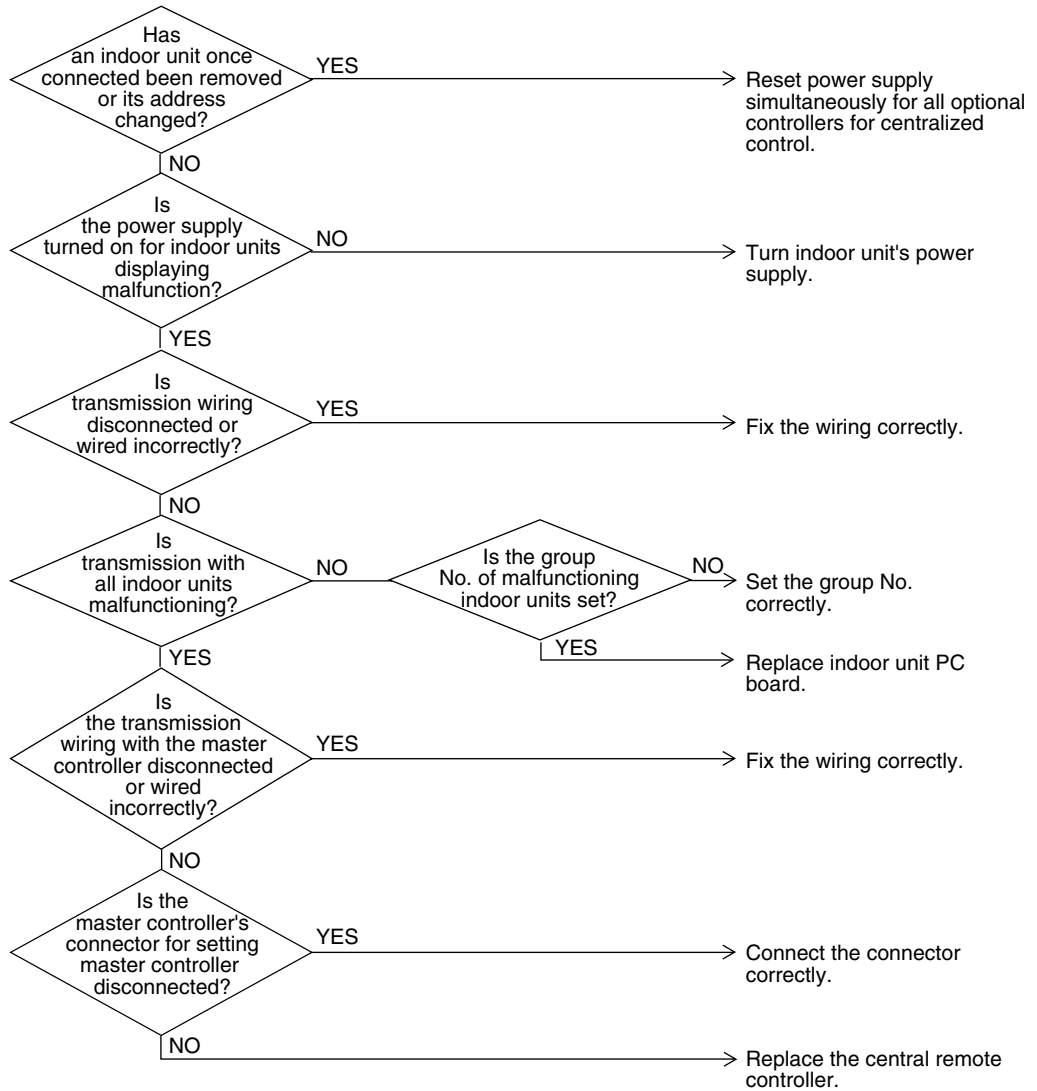 Has
an indoor unit once
connected been removed
or its address
changed?
YES
Reset power supply
simultaneously for all optional
controllers for centralized
control.
NO
Is
the power supply
turned on for indoor units
displaying
malfunction?
NO
Turn indoor unit's power
supply.
YES
Is
transmission wiring
disconnected or
wired incorrectly?
YES
Fix the wiring correctly.
NO
Is
transmission with
all indoor units
malfunctioning?
NO
Is the group
No. of malfunctioning
indoor units set?
NO
Set the group No.
correctly.
YES
Replace indoor unit PC
board.
YES
Is
the transmission
wiring with the master
controller disconnected
or wired
incorrectly?
YES
Fix the wiring correctly.
NO
Is the
master controller's
connector for setting
master controller
disconnected?
YES
Connect the connector
correctly.
NO
Replace the central remote
controller.